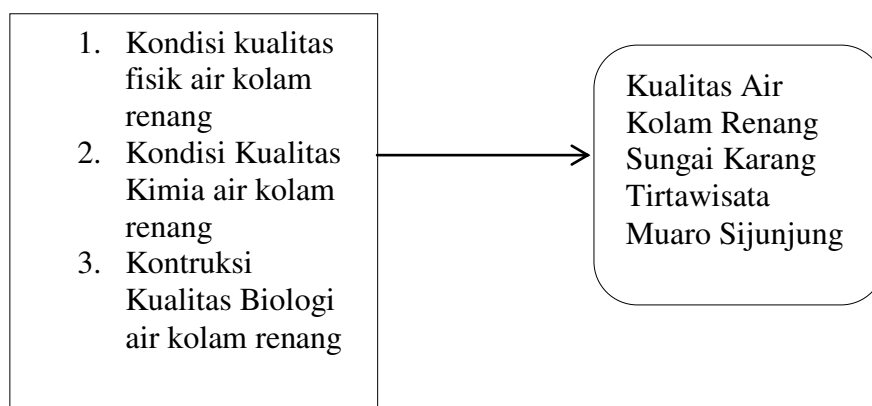 1. Kondisi kualitas
fisik air kolam
renang
2. Kondisi Kualitas
Kimia air kolam
renang
3. Kontruksi
Kualitas Biologi
air kolam renang
Kualitas Air
Kolam Renang
Sungai Karang
Tirtawisata
Muaro Sijunjung